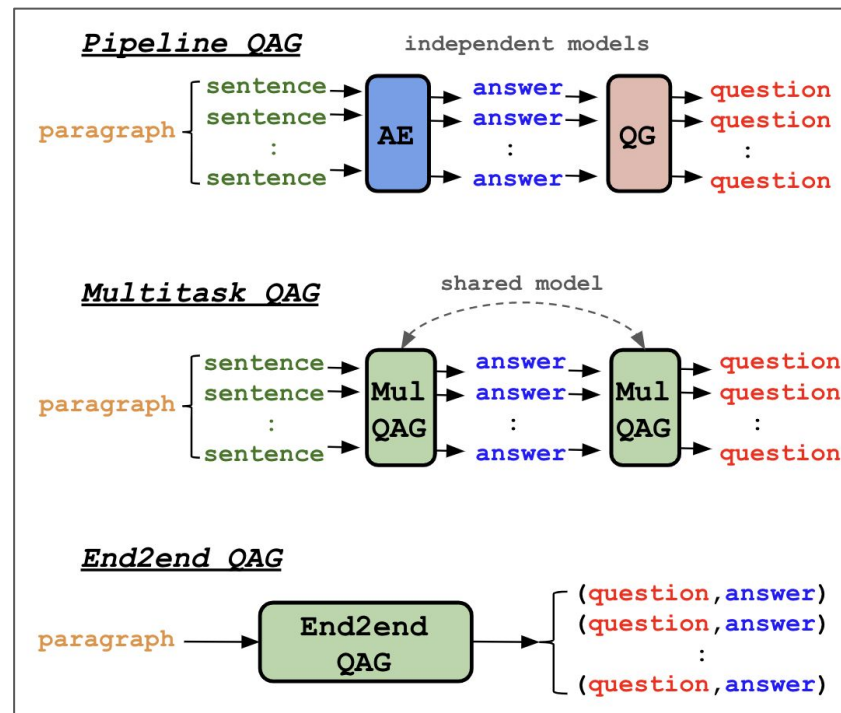 Pipeline QAG
independent models
paragraph
sentence
sentence
:
sentence
AE
answer
answer
:
answer
QG
question
question
:
question
Multitask QAG
shared model
paragraph
sentence
sentence
:
sentence
Mul
QAG
answer
answer
:
answer
Mul
QAG
question
question
:
question
End2end QAG
paragraph
End2end
QAG
(question,answer)
(question,answer)
:
(question,answer)